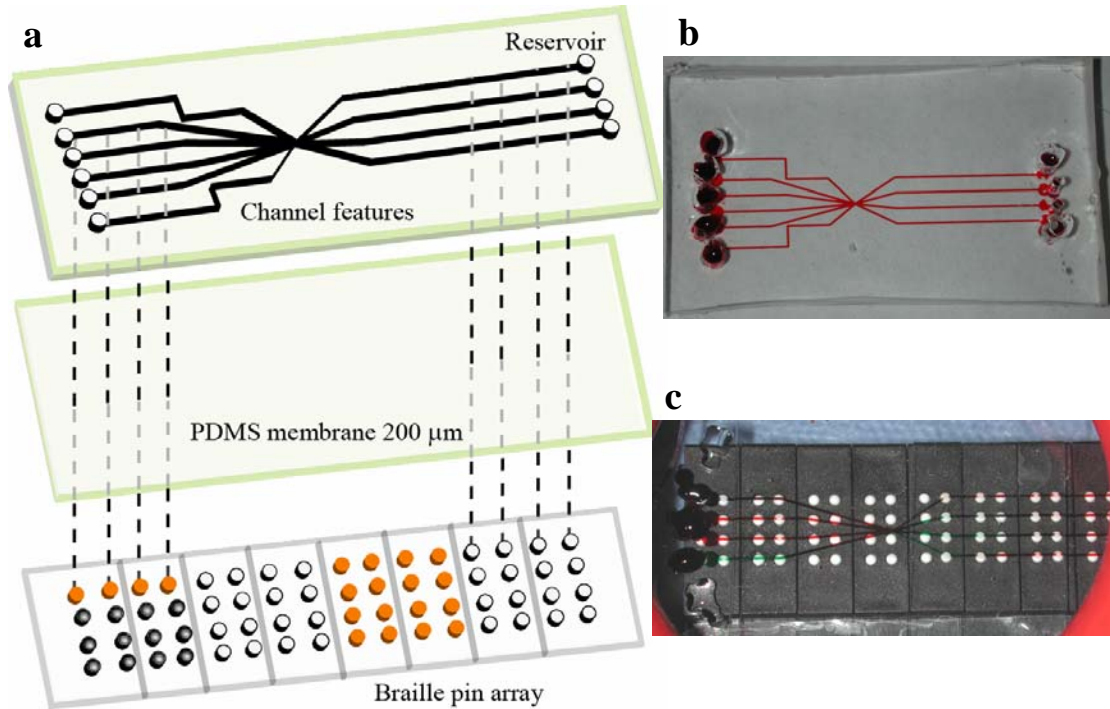 a
Reservoir
Channel features
PDMS membrane 200 μm
Braille pin array
b
c